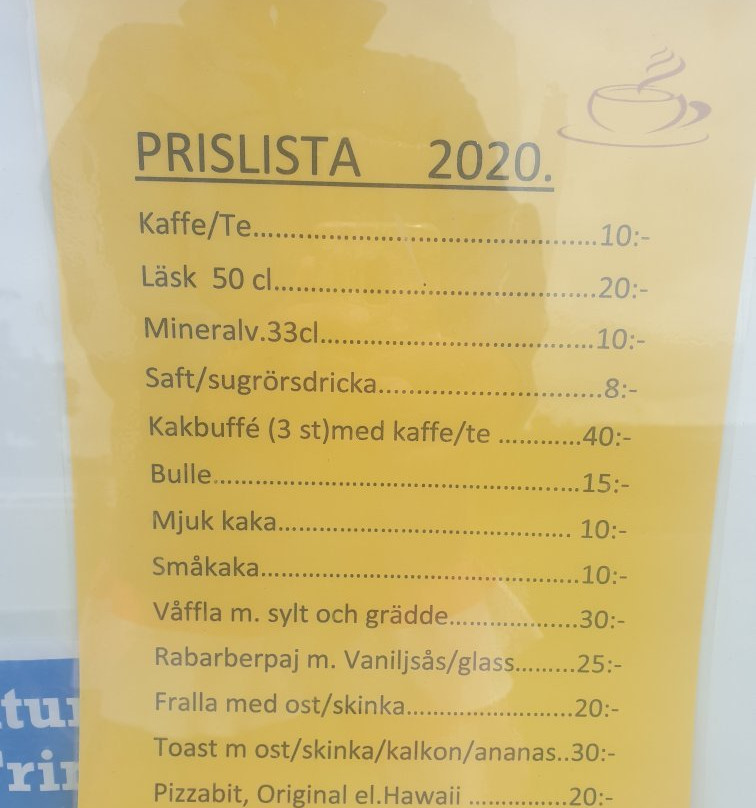 PRISLISTA 2020.
Kaffe/Te..................................................10:-
Läsk 50 cl...............................................20:-
Mineralv.33cl........................................10:-
Saft/sugrörsdricka.................................8:-
Kakbuffé (3 st)med kaffe/te ............40:-
Bulle.......................................................15:-
Mjuk kaka............................................. 10:-
Småkaka................................................10:-
Våffla m. sylt och grädde...................30:-
Rabarberpaj m. Vaniljsås/glass.........25:-
Fralla med ost/skinka.........................20:-
Toast m ost/skinka/kalkon/ananas..30:-
Pizzabit, Original el.Hawaii ...............20:-